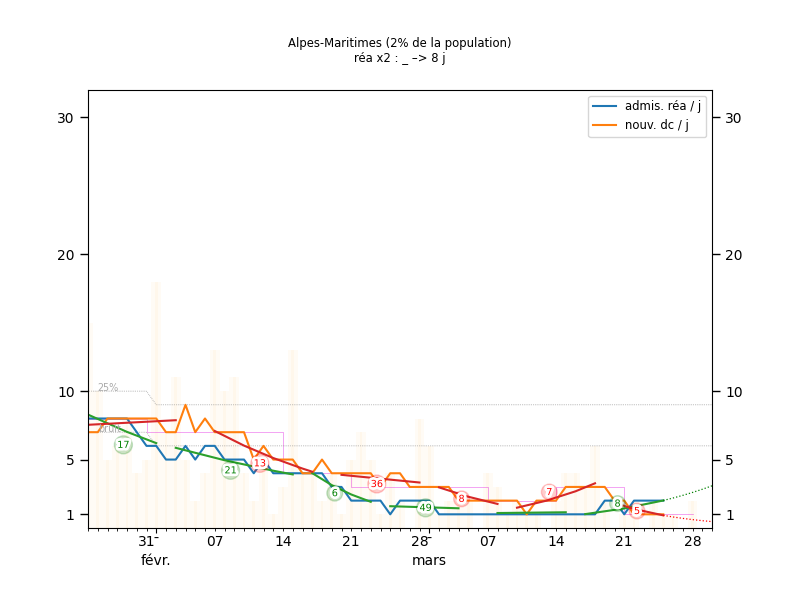 Alpes-Maritimes (2% de la population)
réa x2 : _ –> 8 j
admis. réa / j
nouv. dc / j
30 30
20 20
10 10
5 5
1 1
25%
bruit
17 21 13 6 36 49 8 7 8 5
31 07 14 21 28 07 14 21 28
févr. mars